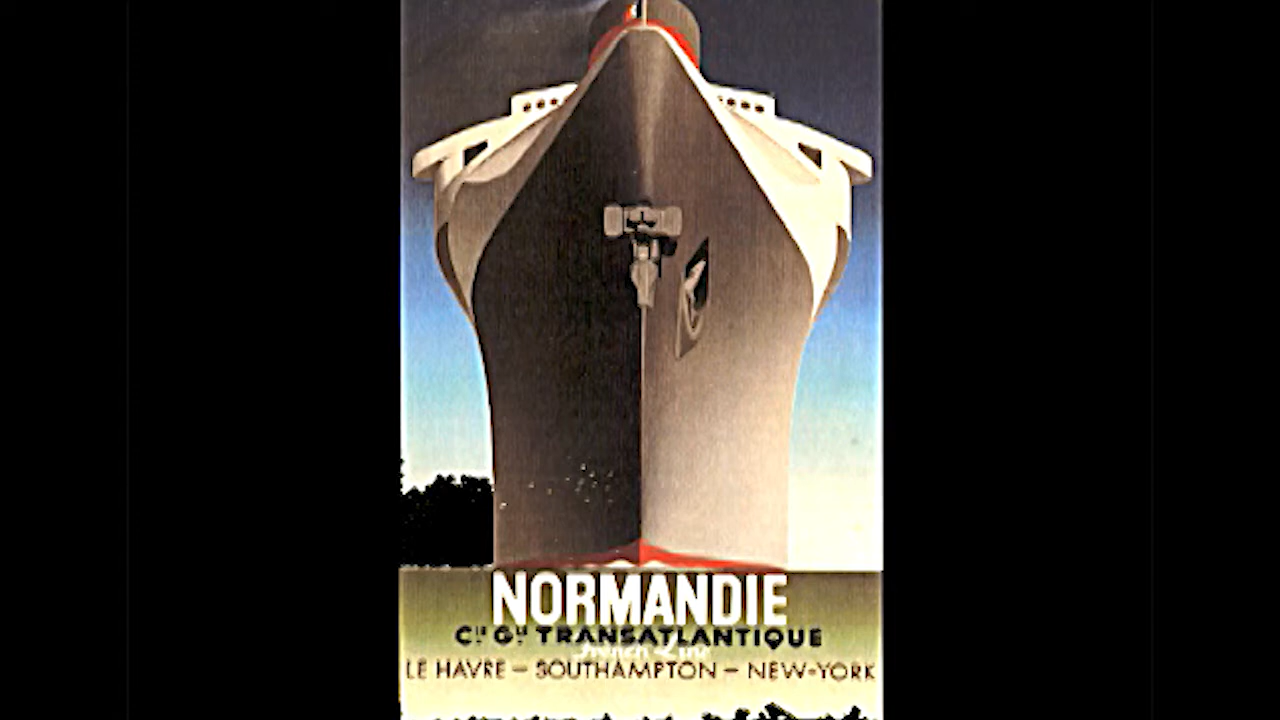 NORMANDIE
Cⁱᵉ Gˡᵉ TRANSATLANTIQUE
French Line
LE HAVRE – SOUTHAMPTON – NEW-YORK